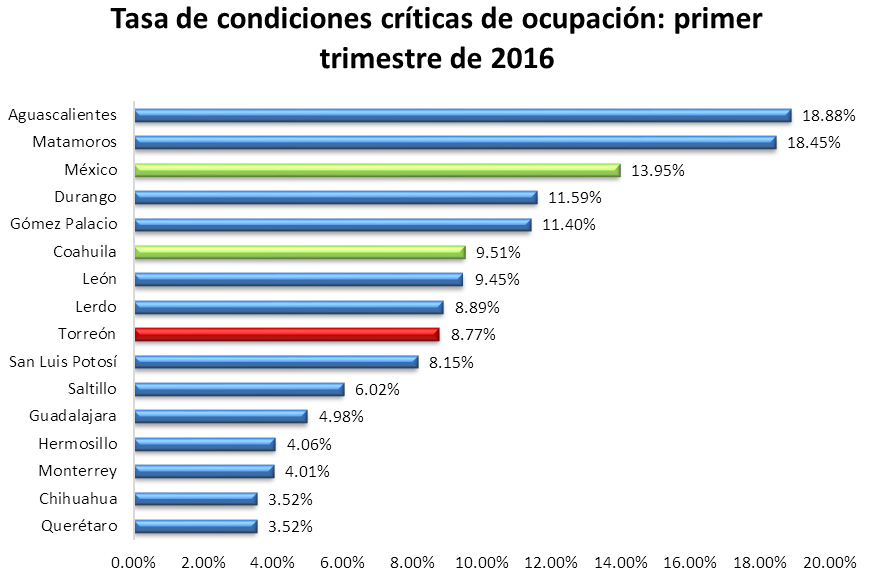 Tasa de condiciones críticas de ocupación: primer
trimestre de 2016
Aguascalientes 18.88%
Matamoros 18.45%
México 13.95%
Durango 11.59%
Gómez Palacio 11.40%
Coahuila 9.51%
León 9.45%
Lerdo 8.89%
Torreón 8.77%
San Luis Potosí 8.15%
Saltillo 6.02%
Guadalajara 4.98%
Hermosillo 4.06%
Monterrey 4.01%
Chihuahua 3.52%
Querétaro 3.52%
0.00% 2.00% 4.00% 6.00% 8.00% 10.00% 12.00% 14.00% 16.00% 18.00% 20.00%